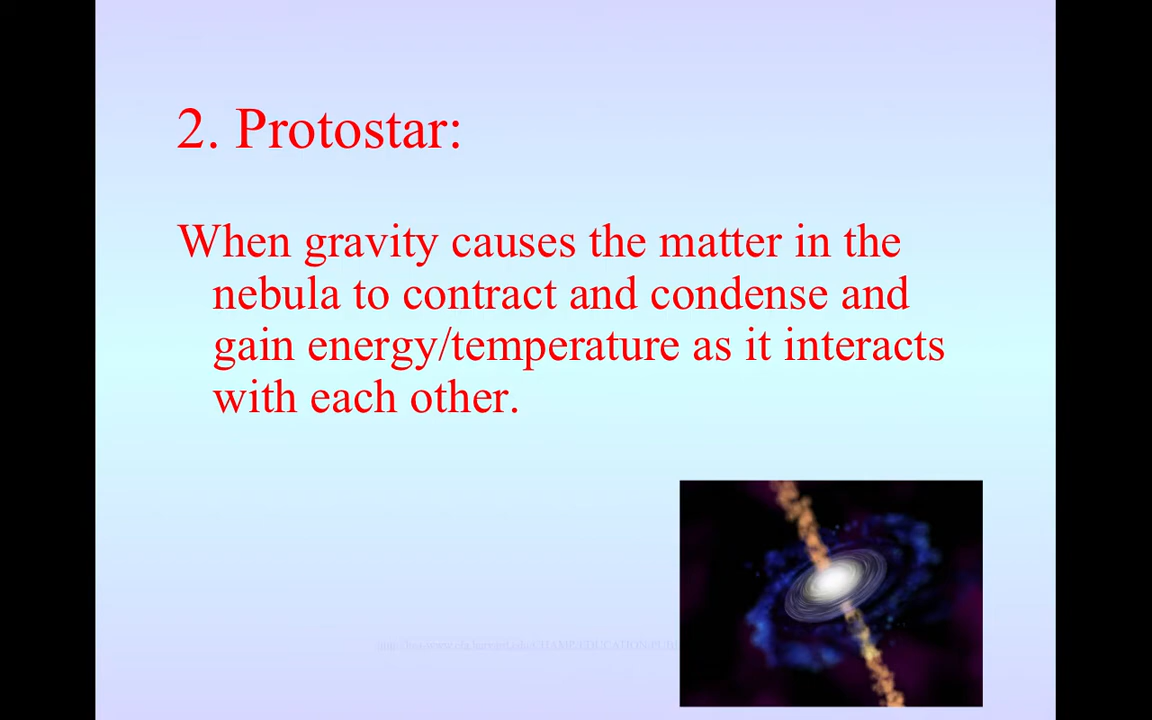 2. Protostar:
When gravity causes the matter in the
nebula to contract and condense and
gain energy/temperature as it interacts
with each other.